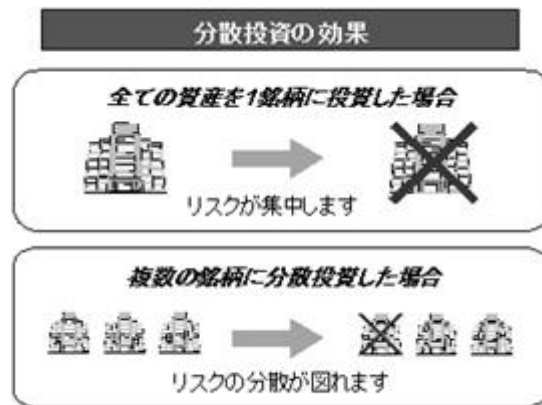 分散投資の効果
全ての資産を1銘柄に投資した場合
リスクが集中します
複数の銘柄に分散投資した場合
リスクの分散が図れます